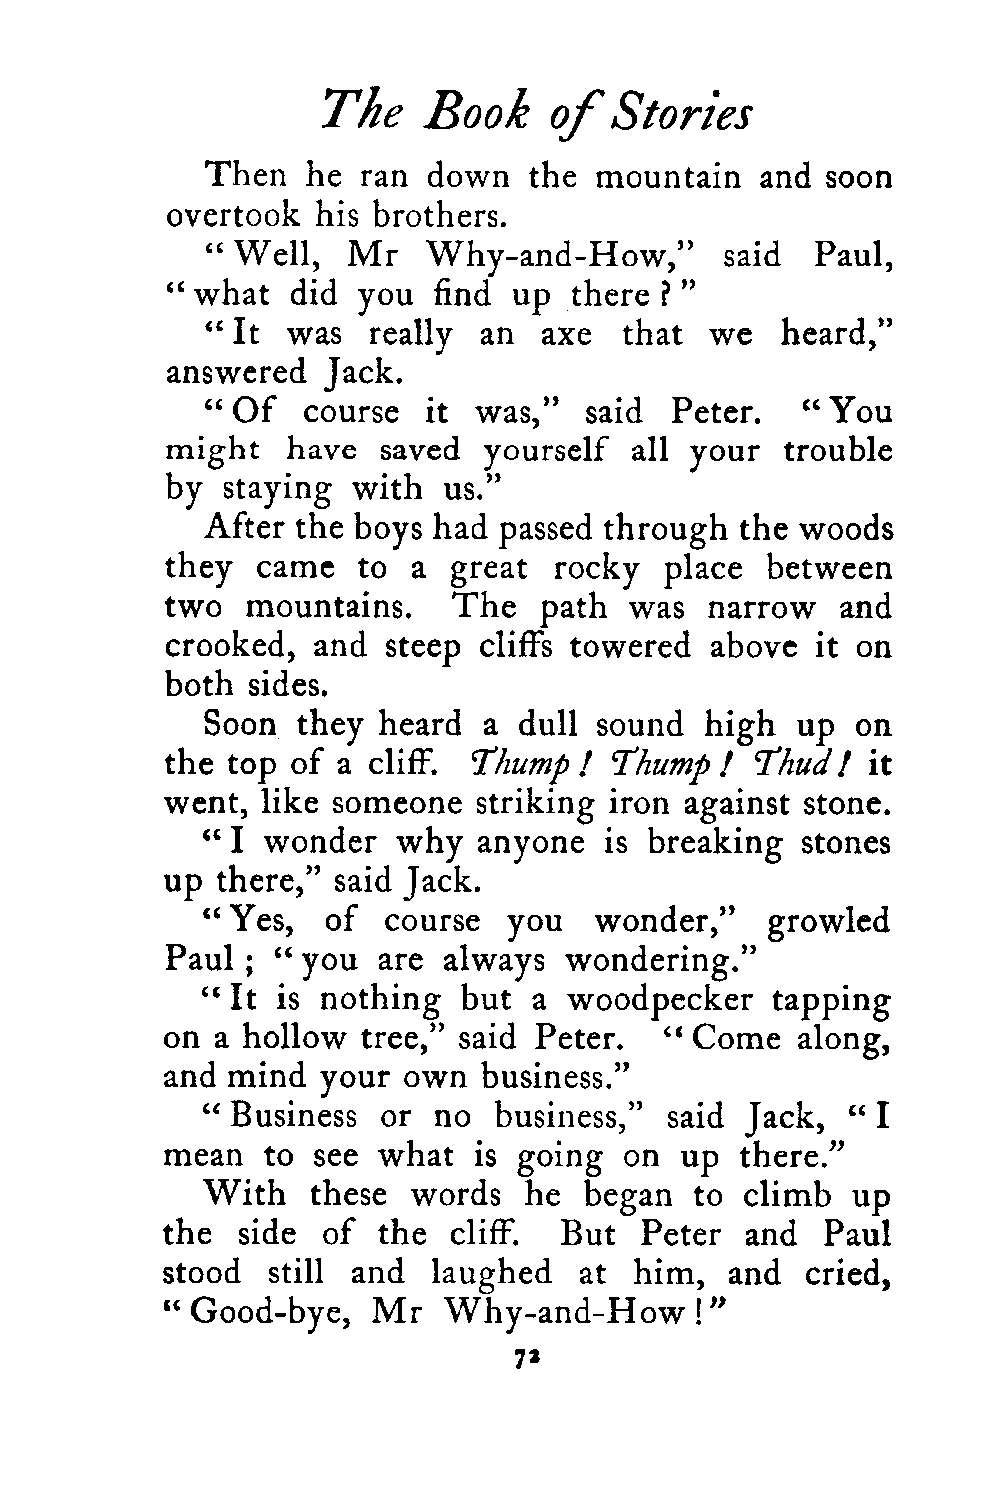 The Book of Stories
Then he ran down the mountain and soon
overtook his brothers.
“ Well, Mr Why-and-How,” said Paul,
“ what did you find up there ? ”
“ It was really an axe that we heard,”
answered Jack.
“ Of course it was,” said Peter. “ You
might have saved yourself all your trouble
by staying with us.”
After the boys had passed through the woods
they came to a great rocky place between
two mountains. The path was narrow and
crooked, and steep cliffs towered above it on
both sides.
Soon they heard a dull sound high up on
the top of a cliff. Thump ! Thump ! Thud ! it
went, like someone striking iron against stone.
“ I wonder why anyone is breaking stones
up there,” said Jack.
“ Yes, of course you wonder,” growled
Paul ; “ you are always wondering.”
“ It is nothing but a woodpecker tapping
on a hollow tree,” said Peter. “ Come along,
and mind your own business.”
“ Business or no business,” said Jack, “ I
mean to see what is going on up there.”
With these words he began to climb up
the side of the cliff. But Peter and Paul
stood still and laughed at him, and cried,
“ Good-bye, Mr Why-and-How ! ”
72